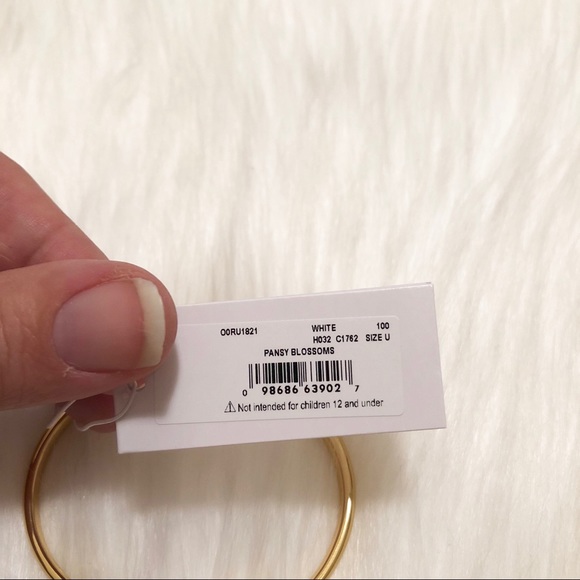 O0RU1821 WHITE 100
H032 C1762 SIZE U
PANSY BLOSSOMS
0 98686 63902 7
⚠ Not intended for children 12 and under